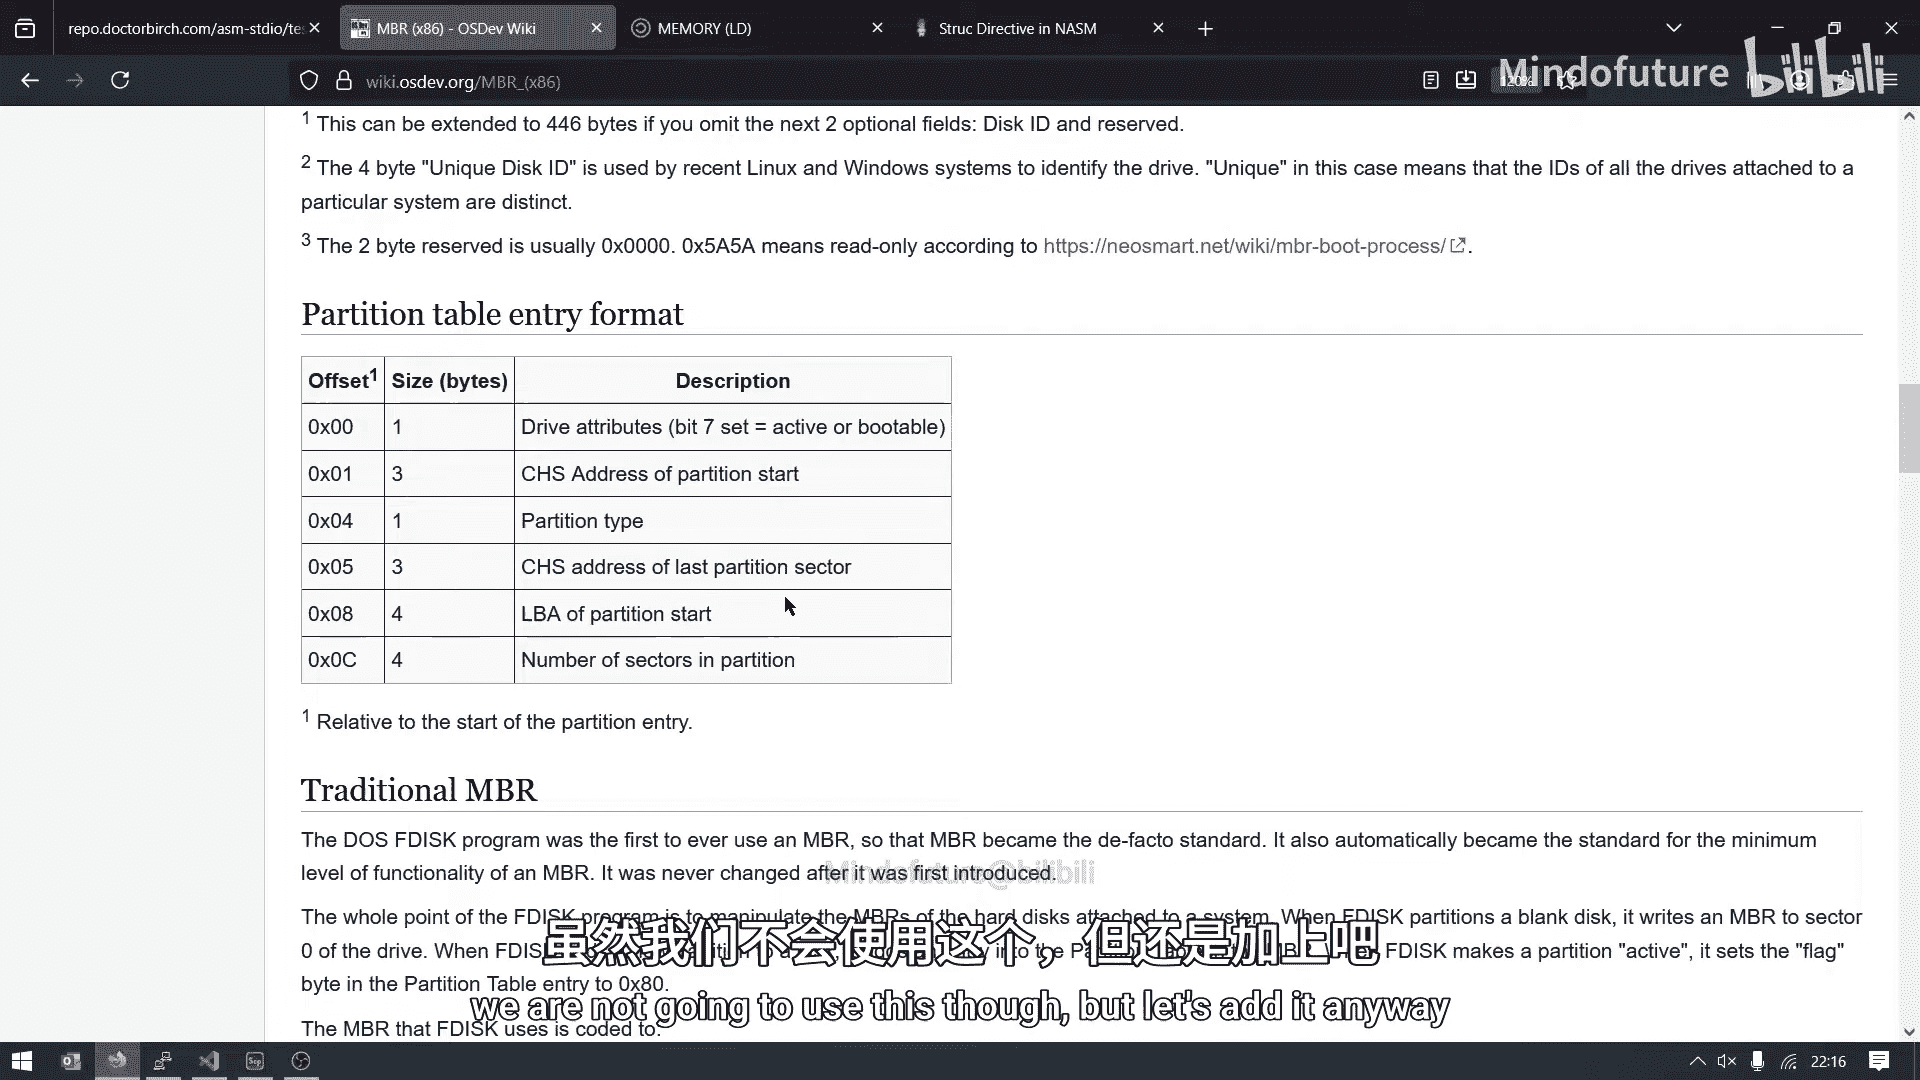 repo.doctorbirch.com/asm-stdio/te
MBR (x86) - OSDev Wiki
MEMORY (LD)
Struc Directive in NASM
wiki.osdev.org/MBR_(x86)
120%
Mindofuture bilibili
1 This can be extended to 446 bytes if you omit the next 2 optional fields: Disk ID and reserved.
2 The 4 byte "Unique Disk ID" is used by recent Linux and Windows systems to identify the drive. "Unique" in this case means that the IDs of all the drives attached to a
particular system are distinct.
3 The 2 byte reserved is usually 0x0000. 0x5A5A means read-only according to https://neosmart.net/wiki/mbr-boot-process/.
Partition table entry format
Offset1 Size (bytes) Description
0x00 1 Drive attributes (bit 7 set = active or bootable)
0x01 3 CHS Address of partition start
0x04 1 Partition type
0x05 3 CHS address of last partition sector
0x08 4 LBA of partition start
0x0C 4 Number of sectors in partition
1 Relative to the start of the partition entry.
Traditional MBR
The DOS FDISK program was the first to ever use an MBR, so that MBR became the de-facto standard. It also automatically became the standard for the minimum
level of functionality of an MBR. It was never changed after it was first introduced.
Mindofuture@bilibili
The whole point of the FDISK program is to manipulate the MBRs of the hard disks attached to a system. When FDISK partitions a blank disk, it writes an MBR to sector
0 of the drive. When FDIS into the FDISK makes a partition "active", it sets the "flag"
byte in the Partition Table entry to 0x80.
The MBR that FDISK uses is coded to:
虽然我们不会使用这个，但还是加上吧
we are not going to use this though, but let's add it anyway
22:16